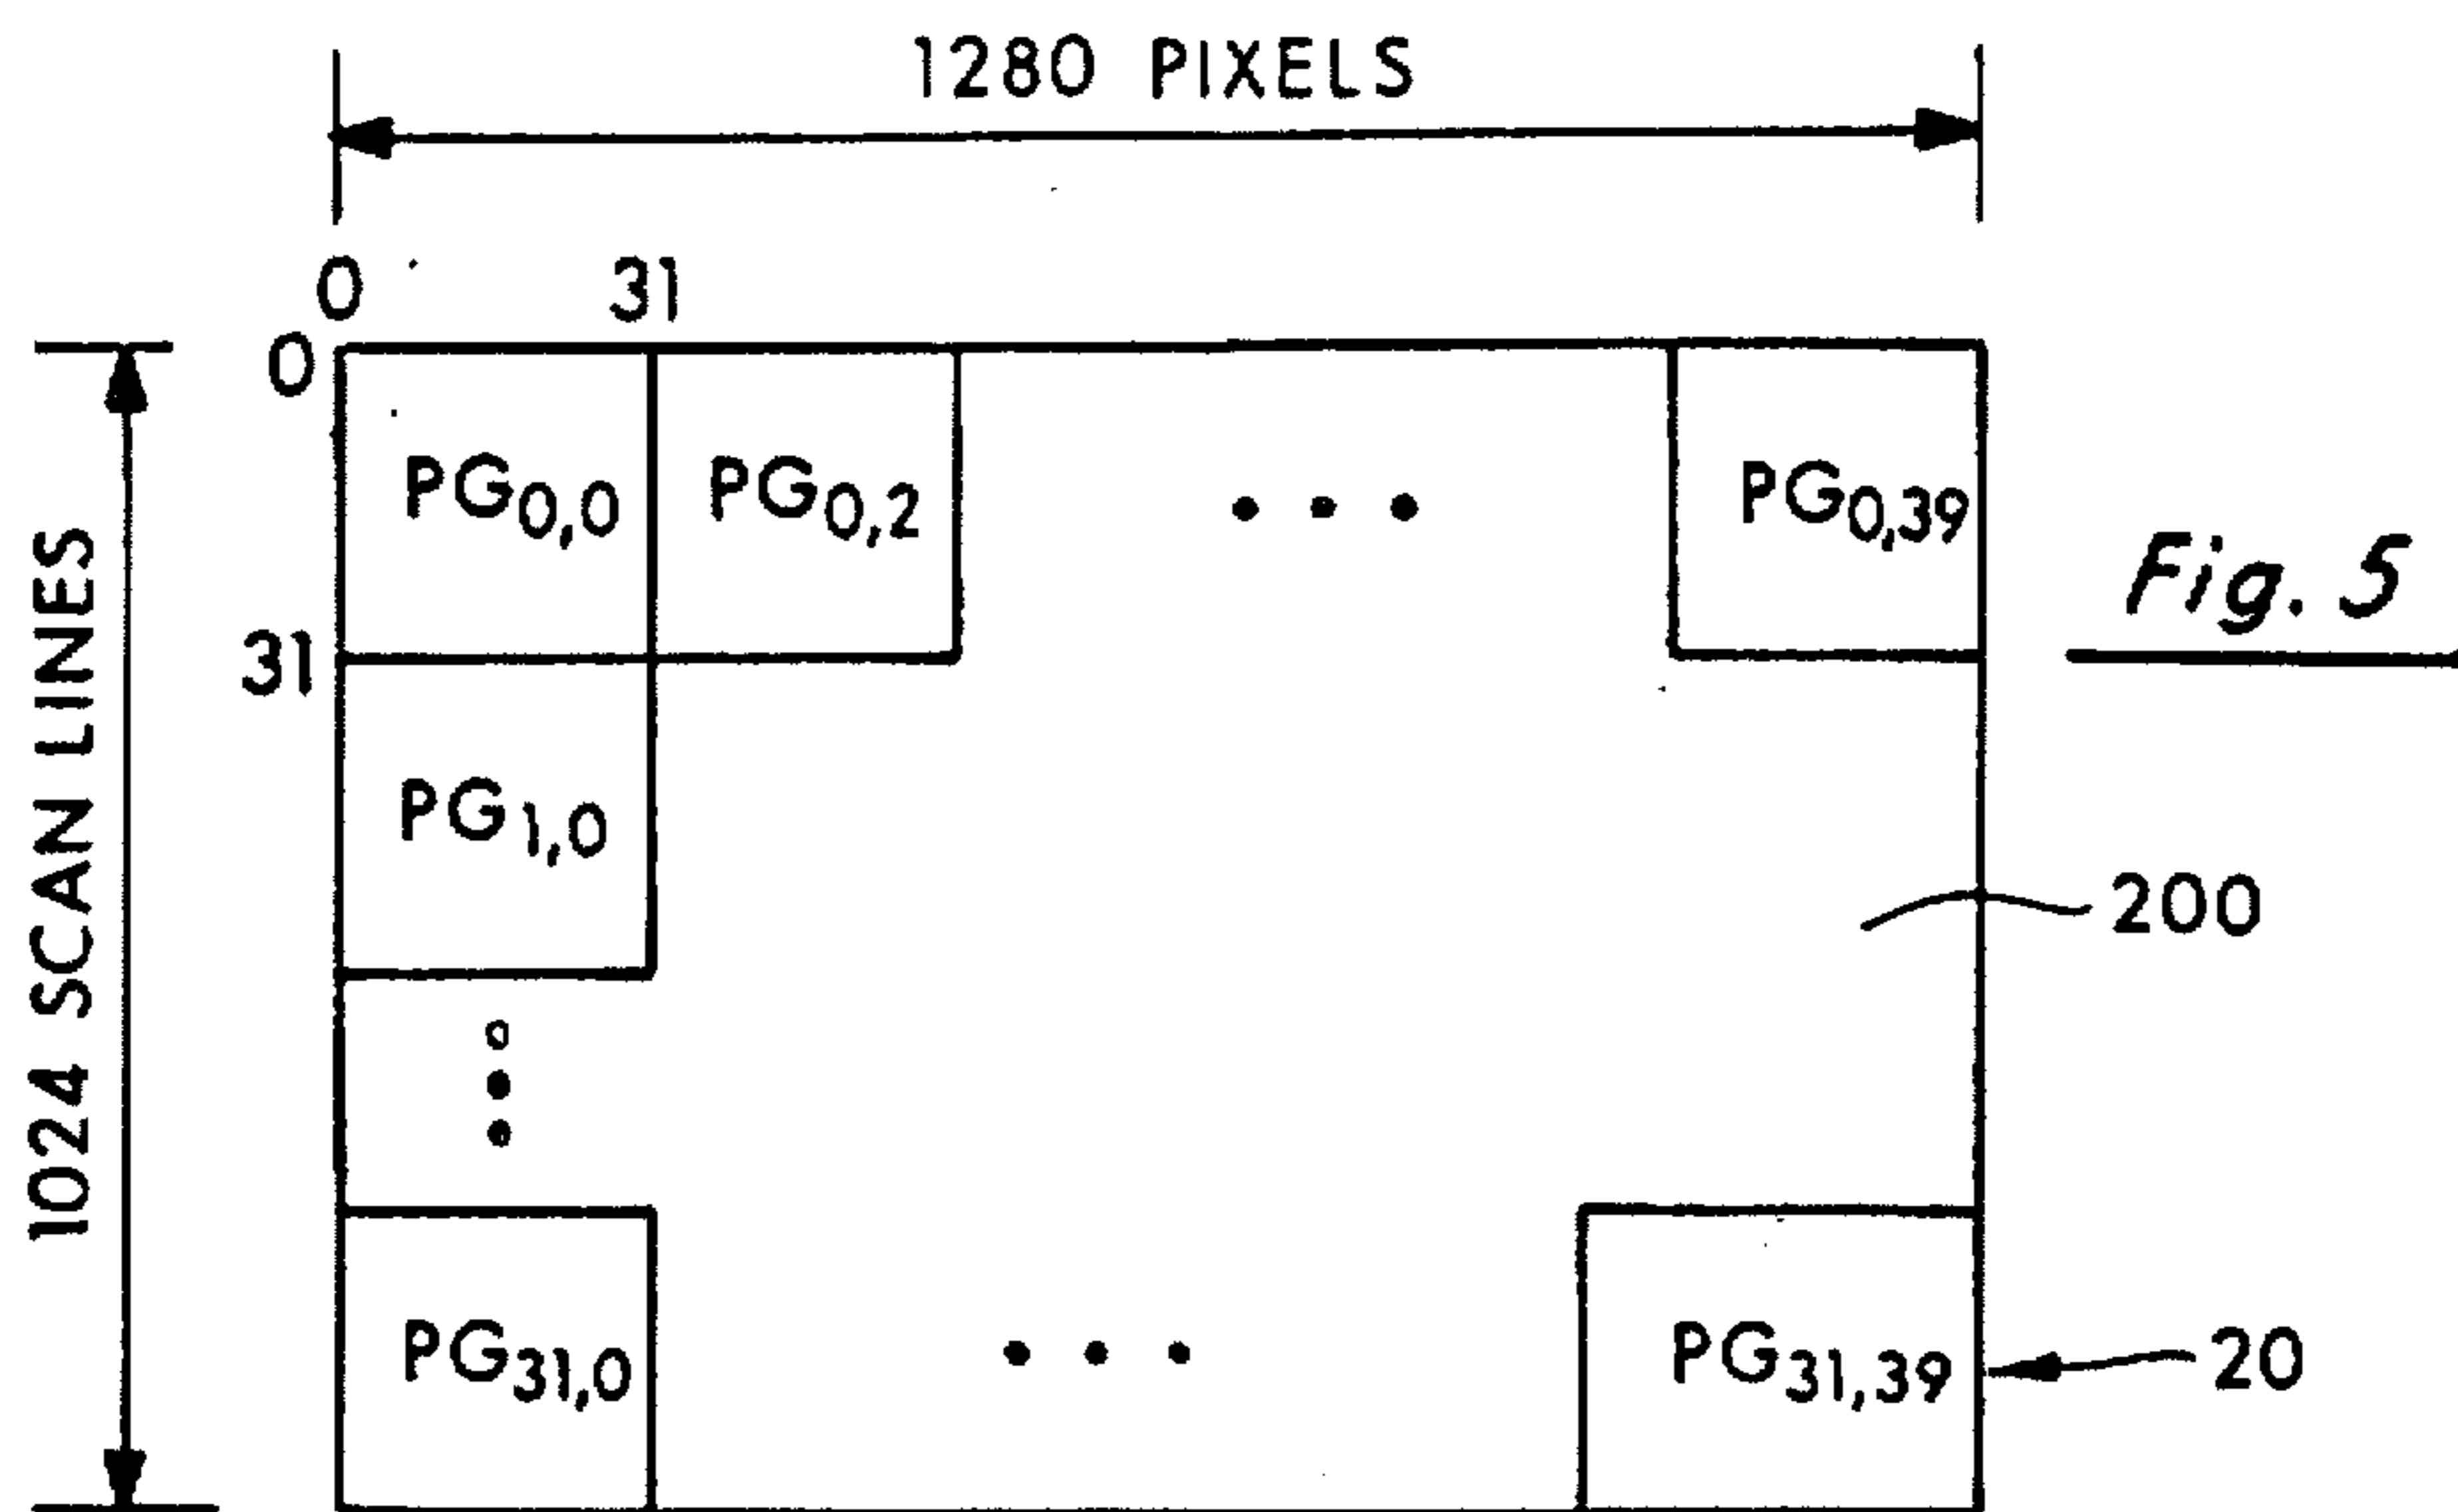 1280 PIXELS
0 31
0
PG0,0 PG0,2 • • • PG0,39
Fig. 5
31
1024 SCAN LINES
PG1,0
200
PG31,0 • • • PG31,39
20